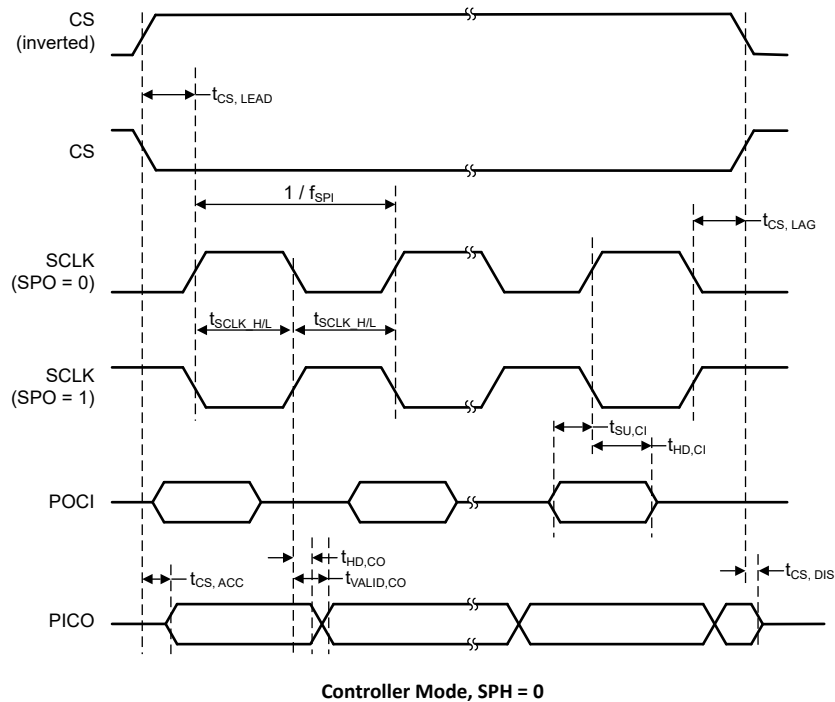 CS
(inverted)
tCS, LEAD
CS
1 / fSPI
tCS, LAG
SCLK
(SPO = 0)
tSCLK_H/L
tSCLK_H/L
SCLK
(SPO = 1)
tSU,CI
tHD,CI
POCI
tHD,CO
tCS, ACC
tVALID,CO
tCS, DIS
PICO
Controller Mode, SPH = 0